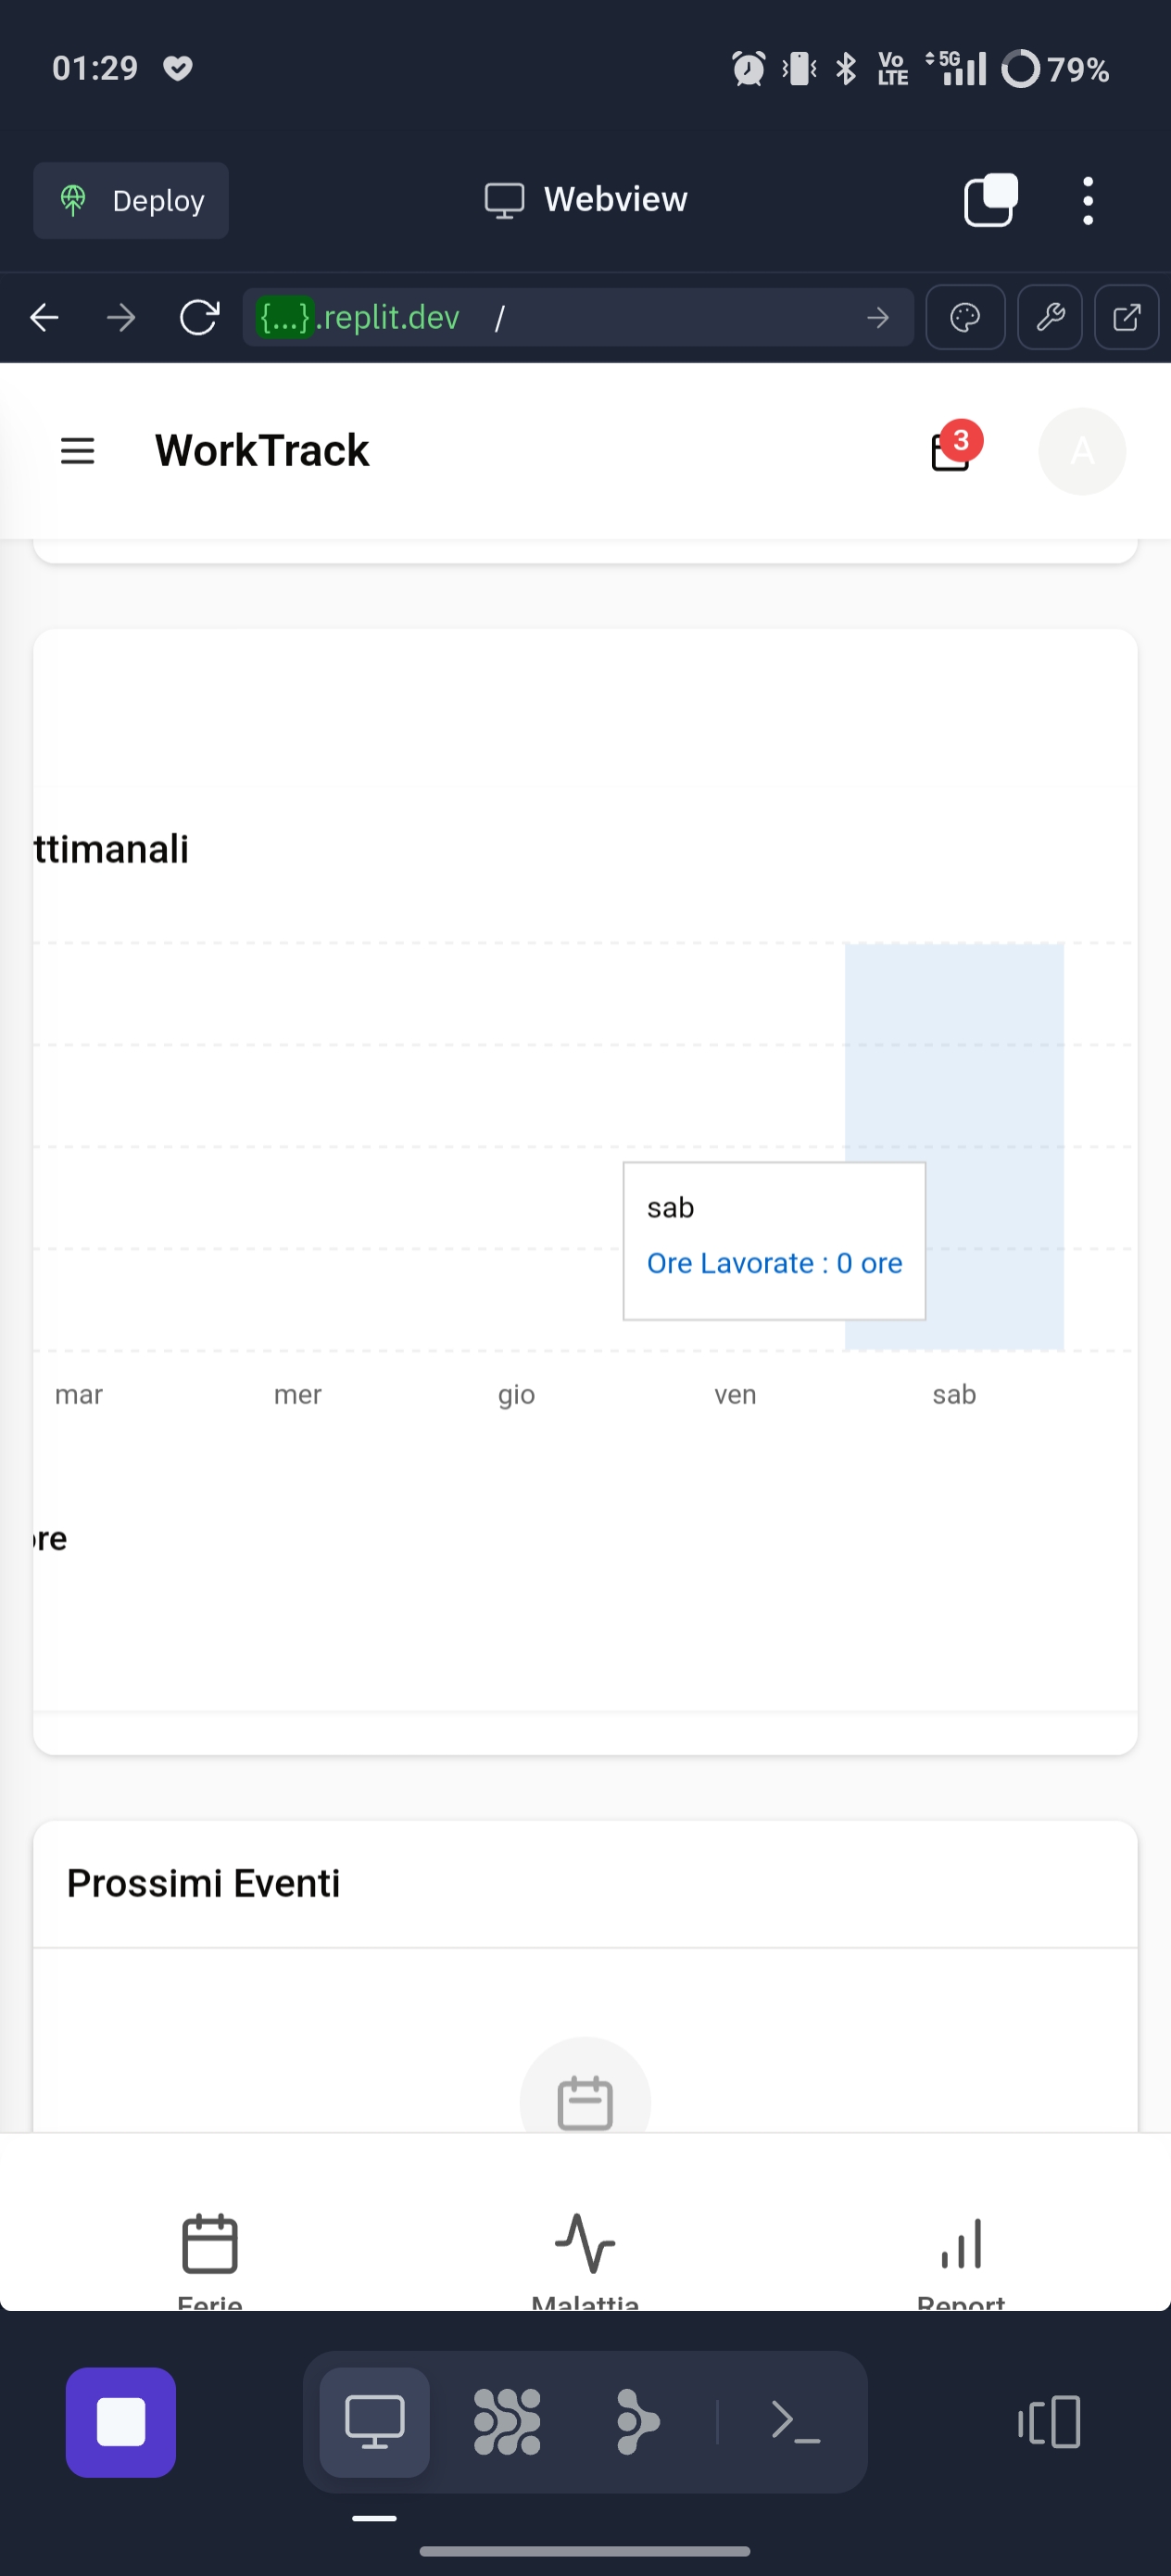 01:29
Vo LTE 5G 79%
Deploy
Webview
{...}.replit.dev /
WorkTrack
3
A
ttimanali
sab
Ore Lavorate : 0 ore
mar mer gio ven sab
ore
Prossimi Eventi
Ferie Malattia Report